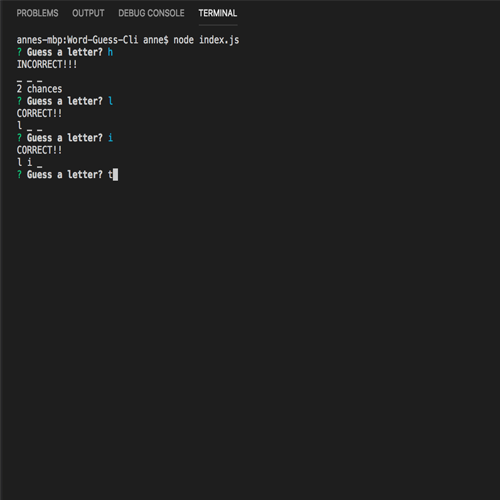 PROBLEMS OUTPUT DEBUG CONSOLE TERMINAL
annes-mbp:Word-Guess-Cli anne$ node index.js
? Guess a letter? h
INCORRECT!!!
_ _ _
2 chances
? Guess a letter? l
CORRECT!!
l _ _
? Guess a letter? i
CORRECT!!
l i _
? Guess a letter? t